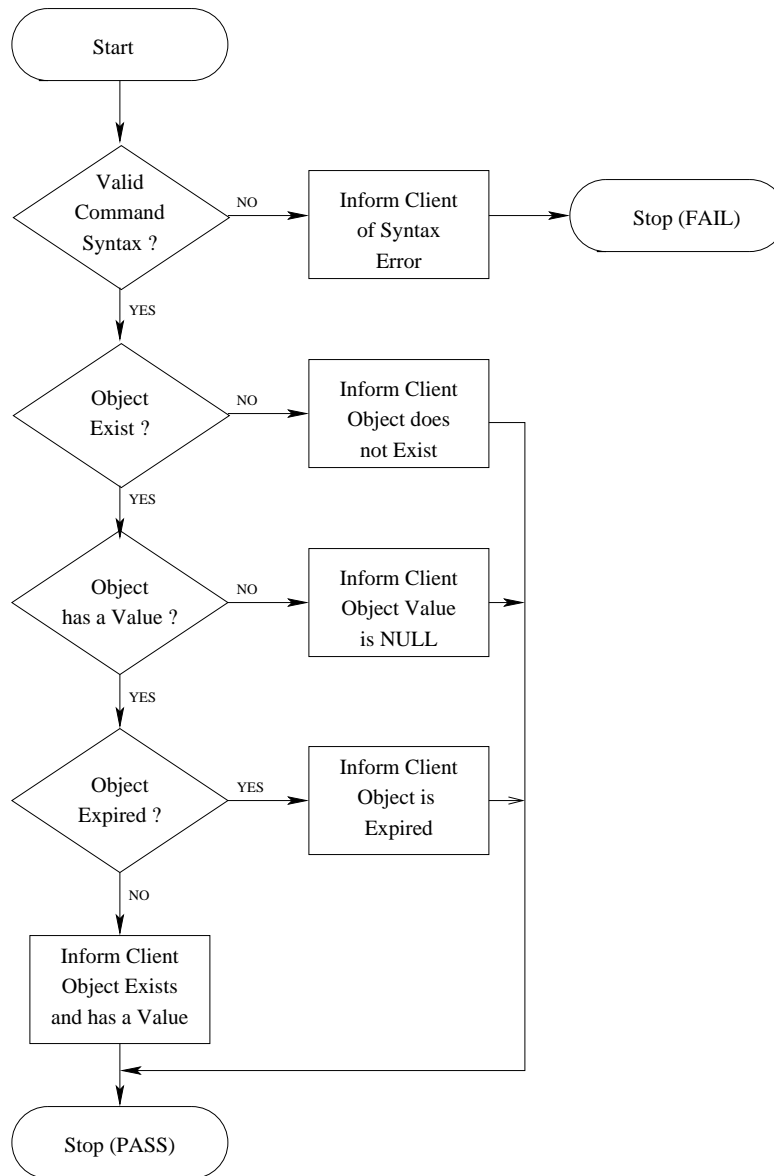 Start
Valid
Command
Syntax ?
NO
Inform Client
of Syntax
Error
Stop (FAIL)
YES
Object
Exist ?
NO
Inform Client
Object does
not Exist
YES
Object
has a Value ?
NO
Inform Client
Object Value
is NULL
YES
Object
Expired ?
YES
Inform Client
Object is
Expired
NO
Inform Client
Object Exists
and has a Value
Stop (PASS)